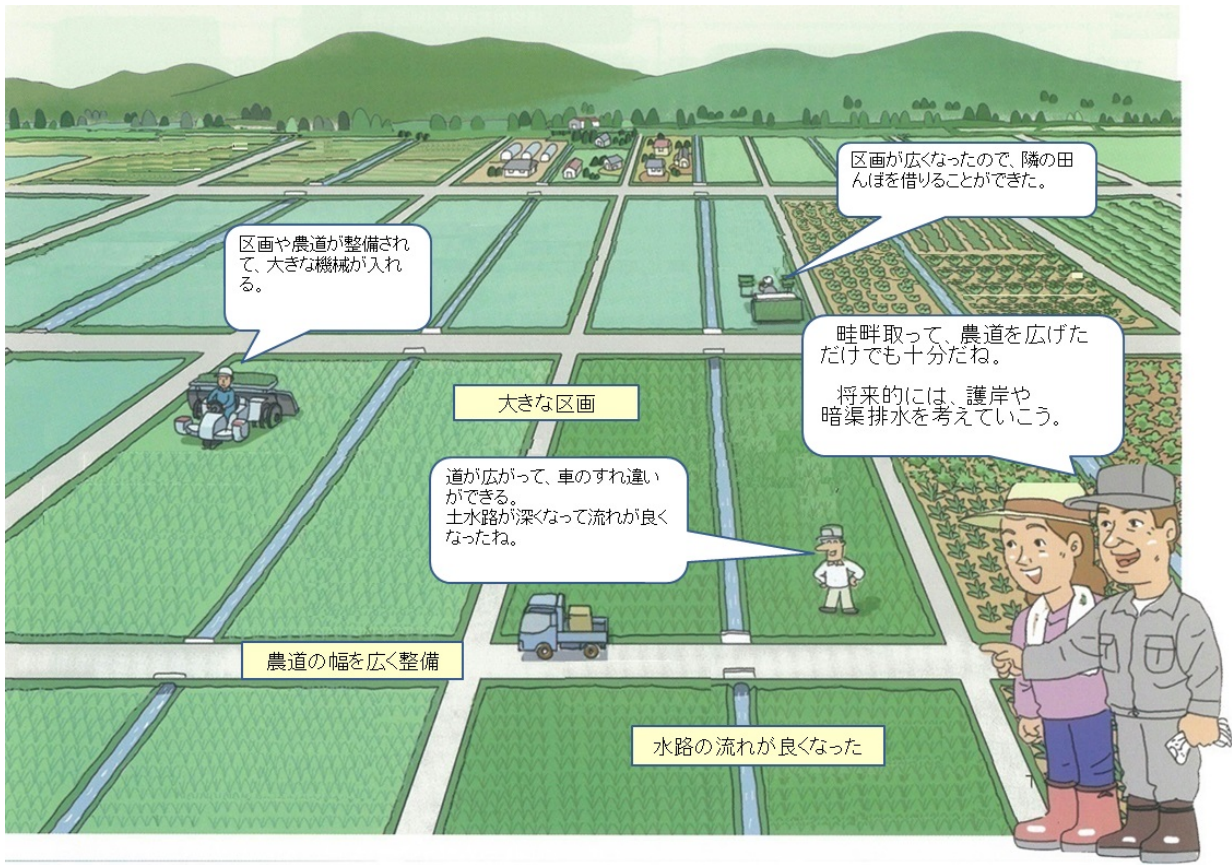 区画が広くなったので、隣の田
んぼを借りることができた。
区画や農道が整備され
て、大きな機械が入れ
る。
畦畔取って、農道を広げた
だけでも十分だね。
将来的には、護岸や
暗渠排水を考えていこう。
大きな区画
道が広がって、車のすれ違い
ができる。
土水路が深くなって流れが良く
なったね。
農道の幅を広く整備
水路の流れが良くなった